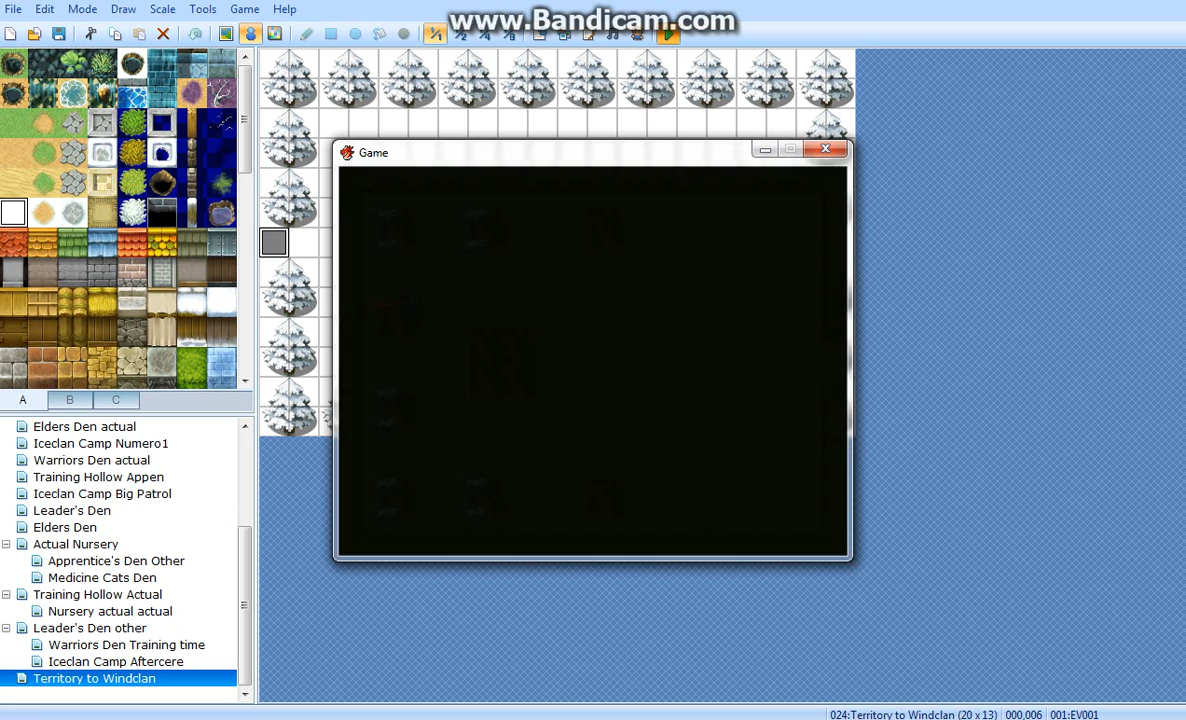 www.Bandicam.com
File Edit Mode Draw Scale Tools Game Help
Game
A B C
Elders Den actual
Iceclan Camp Numero1
Warriors Den actual
Training Hollow Appen
Iceclan Camp Big Patrol
Leader's Den
Elders Den
Actual Nursery
Apprentice's Den Other
Medicine Cats Den
Training Hollow Actual
Nursery actual actual
Leader's Den other
Warriors Den Training time
Iceclan Camp Aftercere
Territory to Windclan
024:Territory to Windclan (20 x 13) 000,006 001:EV001